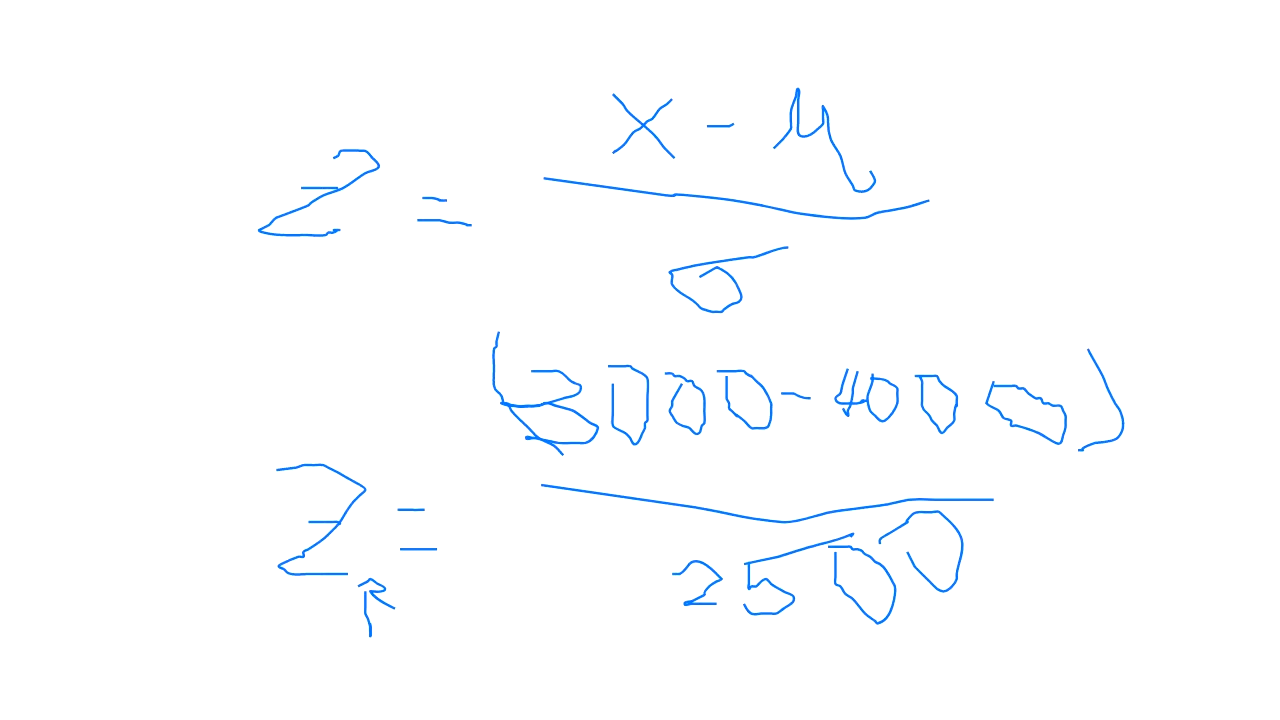 Z = x - μ / σ
Z = (3000 - 4000) / 2500